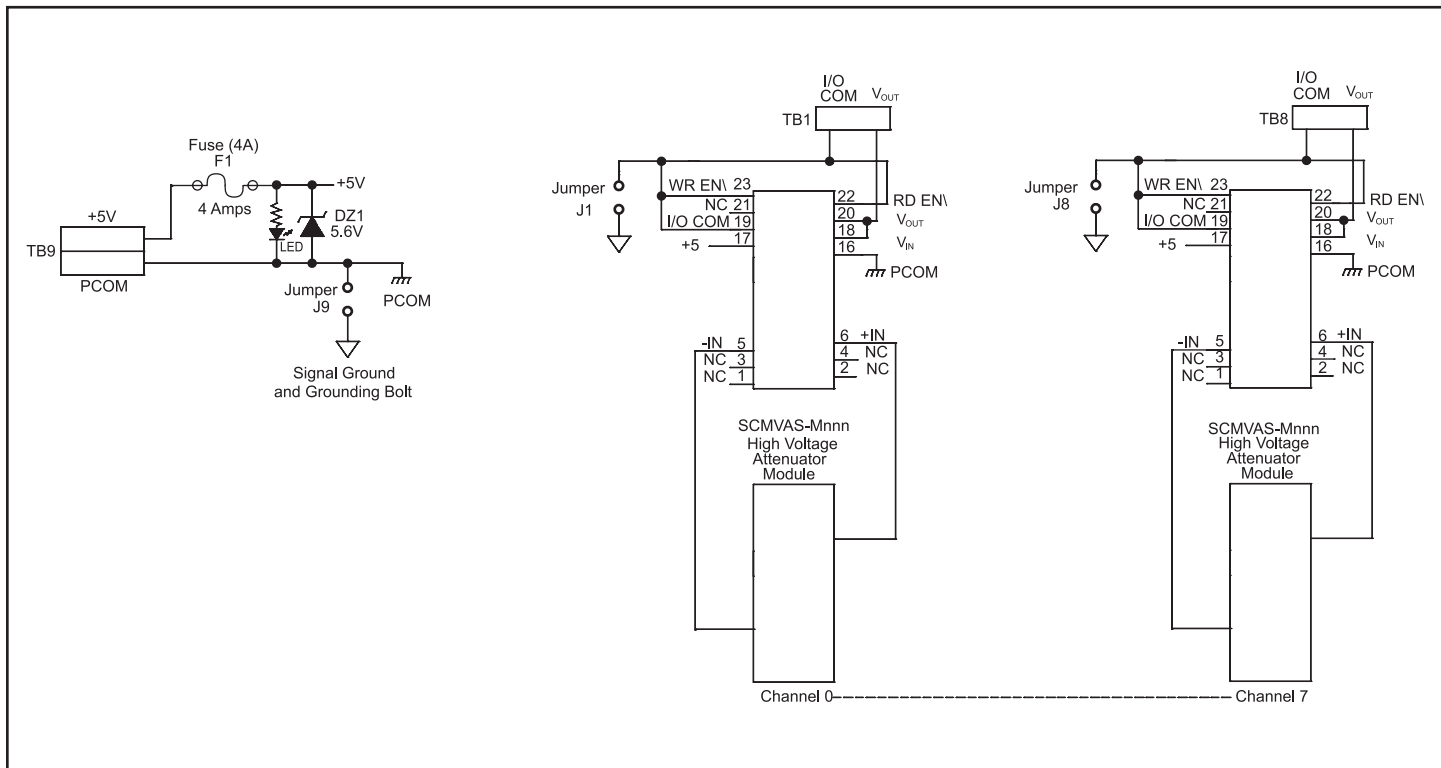 Fuse (4A)
F1
4 Amps
+5V
+5V
DZ1
5.6V
LED
TB9
PCOM
Jumper
J9
PCOM
Signal Ground
and Grounding Bolt
I/O
COM VOUT
TB1
Jumper
J1
WR EN\ 23
NC 21
I/O COM 19
+5 17
22 RD EN\
20 VOUT
18
16 VIN
PCOM
-IN 5
NC 3
NC 1
6 +IN
4 NC
2 NC
SCMVAS-Mnnn
High Voltage
Attenuator
Module
Channel 0
I/O
COM VOUT
TB8
Jumper
J8
WR EN\ 23
NC 21
I/O COM 19
+5 17
22 RD EN\
20 VOUT
18
16 VIN
PCOM
-IN 5
NC 3
NC 1
6 +IN
4 NC
2 NC
SCMVAS-Mnnn
High Voltage
Attenuator
Module
Channel 7